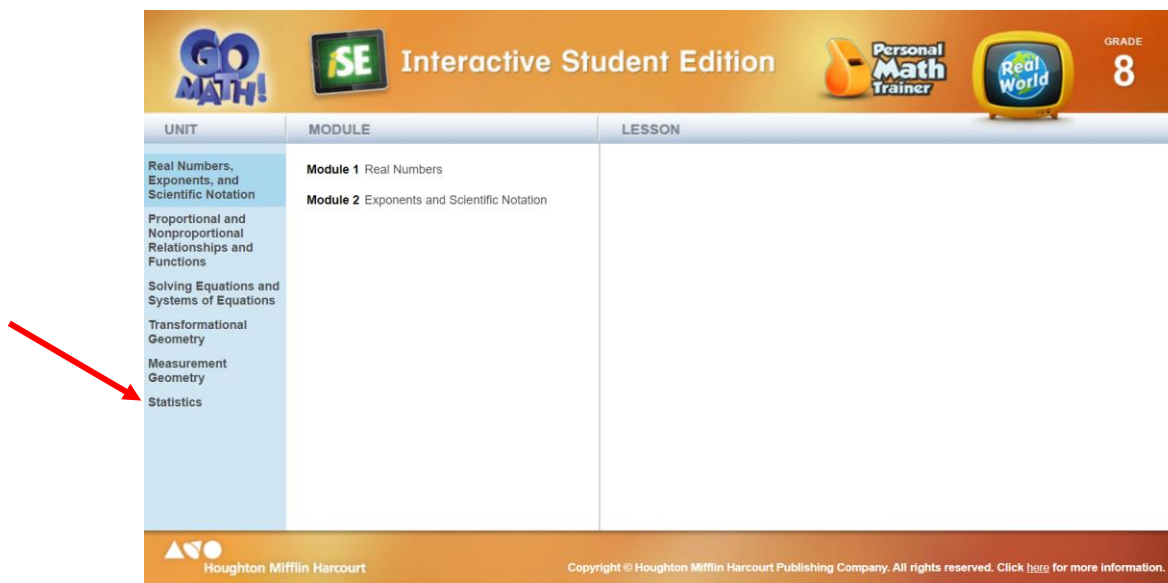 GO MATH!
iSE
Interactive Student Edition
Personal
Math
Trainer
Real
World
GRADE
8
UNIT
MODULE
LESSON
Real Numbers,
Exponents, and
Scientific Notation
Proportional and
Nonproportional
Relationships and
Functions
Solving Equations and
Systems of Equations
Transformational
Geometry
Measurement
Geometry
Statistics
Module 1 Real Numbers
Module 2 Exponents and Scientific Notation
Houghton Mifflin Harcourt
Copyright © Houghton Mifflin Harcourt Publishing Company. All rights reserved. Click here for more information.